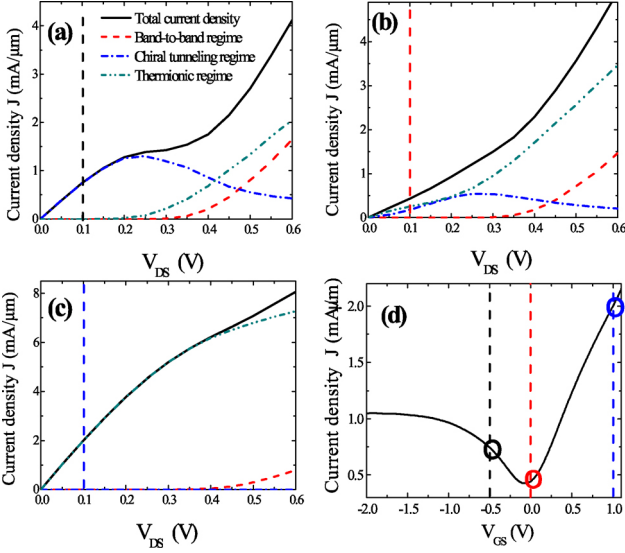 (a)
Total current density
Band-to-band regime
Chiral tunneling regime
Thermionic regime
Current density J (mA/μm)
4
3
2
1
0
0.0 0.1 0.2 0.3 0.4 0.5 0.6
V_DS (V)
(b)
Current density J (mA/μm)
5
4
3
2
1
0
0.0 0.1 0.2 0.3 0.4 0.5 0.6
V_DS (V)
(c)
Current density J (mA/μm)
8
6
4
2
0
0.0 0.1 0.2 0.3 0.4 0.5 0.6
V_DS (V)
(d)
Current density J (mA/μm)
2.0
1.5
1.0
0.5
-2.0 -1.5 -1.0 -0.5 0.0 0.5 1.0
V_GS (V)